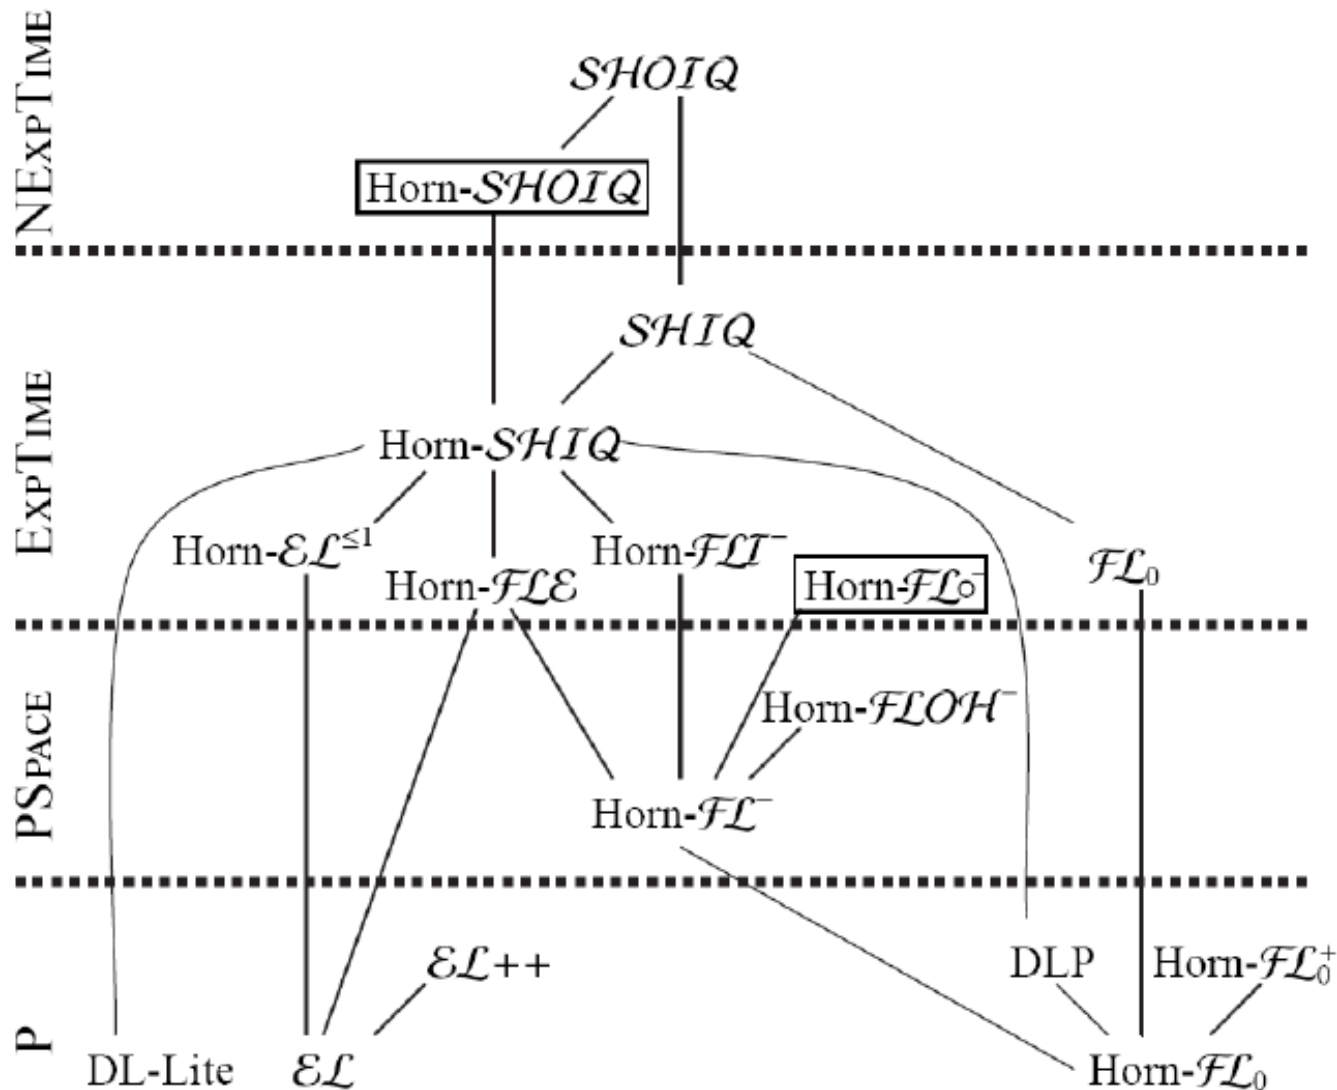 NEXPTIME
SHOIQ
Horn-SHOIQ
EXPTIME
SHIQ
Horn-SHIQ
Horn-EL≤1
Horn-FLE
Horn-FLI⁻
Horn-FL∘⁻
FL₀
PSPACE
Horn-FLOH⁻
Horn-FL⁻
P
EL++
DLP
Horn-FL₀⁺
DL-Lite
EL
Horn-FL₀